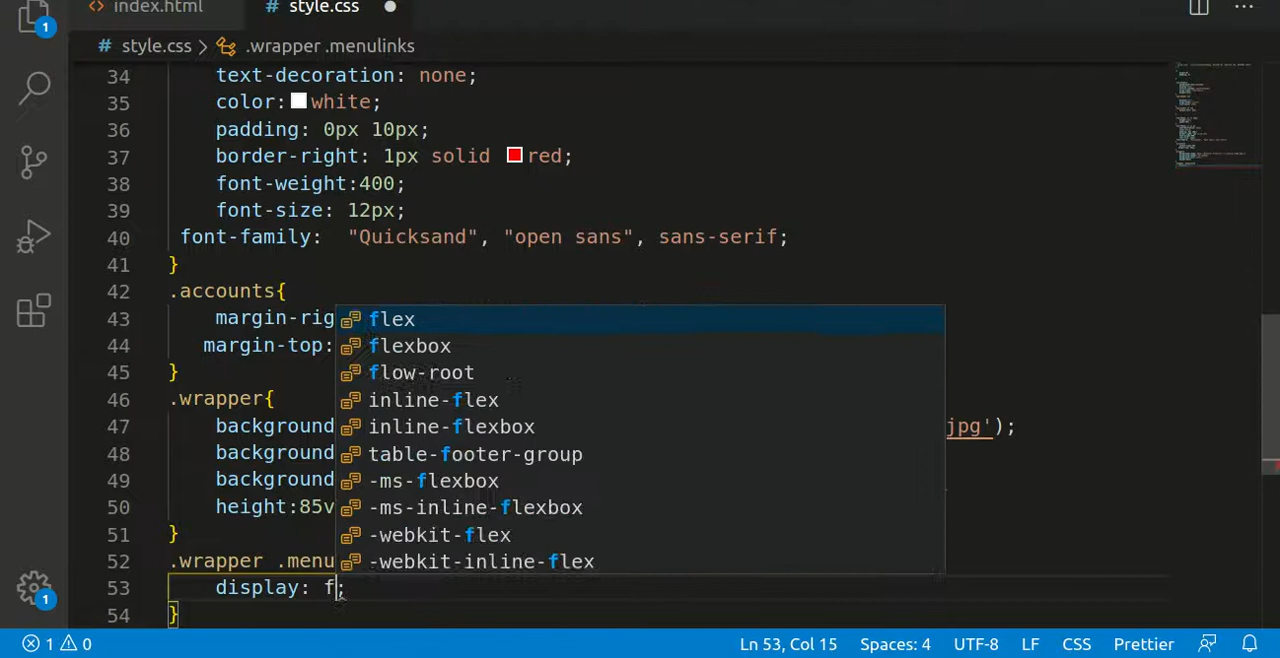 index.html
style.css
style.css
.wrapper .menulinks
34 text-decoration: none;
35 color: white;
36 padding: 0px 10px;
37 border-right: 1px solid red;
38 font-weight:400;
39 font-size: 12px;
40 font-family: "Quicksand", "open sans", sans-serif;
41 }
42 .accounts{
43 margin-rig
44 margin-top:
45 }
46 .wrapper{
47 background jpg');
48 background
49 background
50 height:85v
51 }
52 .wrapper .menu
53 display: f;
54 }
flex
flexbox
flow-root
inline-flex
inline-flexbox
table-footer-group
-ms-flexbox
-ms-inline-flexbox
-webkit-flex
-webkit-inline-flex
1
1
1 0
Ln 53, Col 15
Spaces: 4
UTF-8
LF
CSS
Prettier